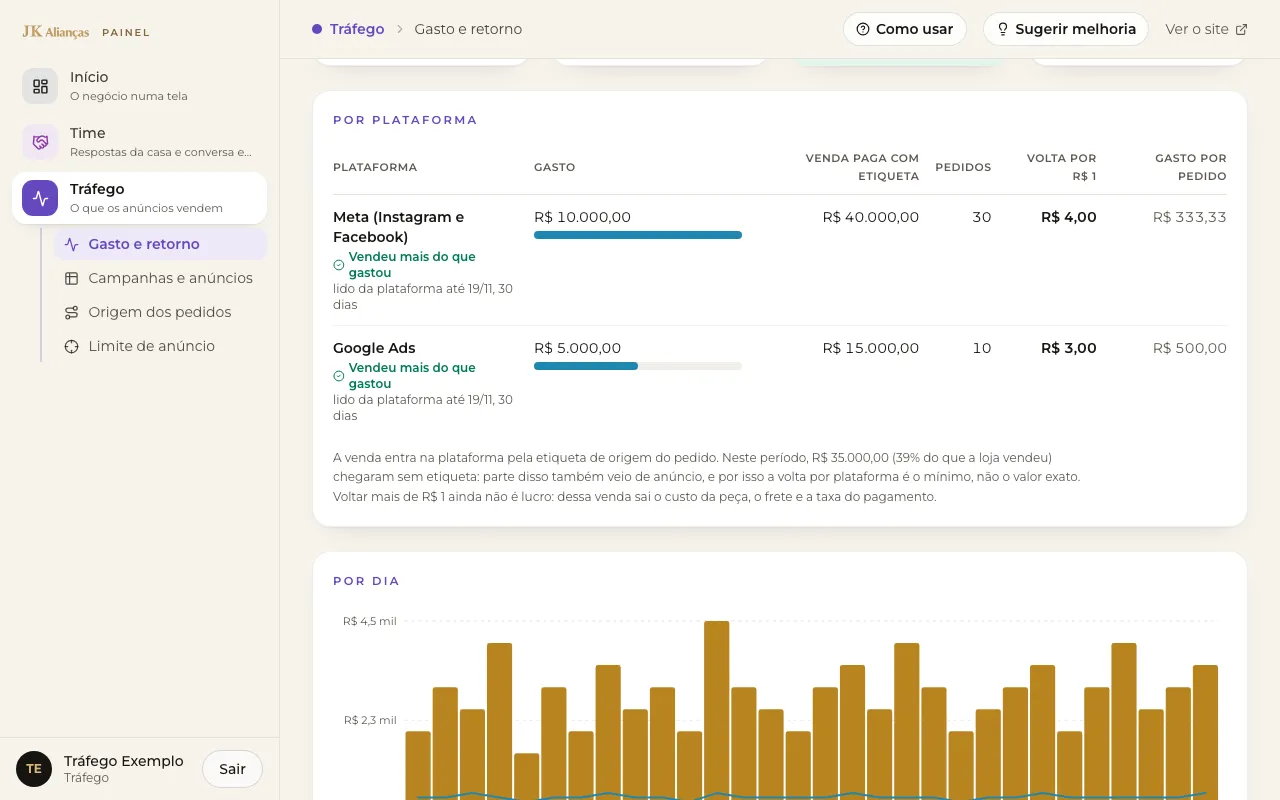 JK Alianças PAINEL
Início
O negócio numa tela
Time
Respostas da casa e conversa e...
Tráfego
O que os anúncios vendem
Gasto e retorno
Campanhas e anúncios
Origem dos pedidos
Limite de anúncio
TE
Tráfego Exemplo
Tráfego
Sair
Tráfego > Gasto e retorno
Como usar
Sugerir melhoria
Ver o site
POR PLATAFORMA
PLATAFORMA
GASTO
VENDA PAGA COM
ETIQUETA
PEDIDOS
VOLTA POR
R$ 1
GASTO POR
PEDIDO
Meta (Instagram e
Facebook)
Vendeu mais do que
gastou
lido da plataforma até 19/11, 30
dias
R$ 10.000,00
R$ 40.000,00
30
R$ 4,00
R$ 333,33
Google Ads
Vendeu mais do que
gastou
lido da plataforma até 19/11, 30
dias
R$ 5.000,00
R$ 15.000,00
10
R$ 3,00
R$ 500,00
A venda entra na plataforma pela etiqueta de origem do pedido. Neste período, R$ 35.000,00 (39% do que a loja vendeu)
chegaram sem etiqueta: parte disso também veio de anúncio, e por isso a volta por plataforma é o mínimo, não o valor exato.
Voltar mais de R$ 1 ainda não é lucro: dessa venda sai o custo da peça, o frete e a taxa do pagamento.
POR DIA
R$ 4,5 mil
R$ 2,3 mil